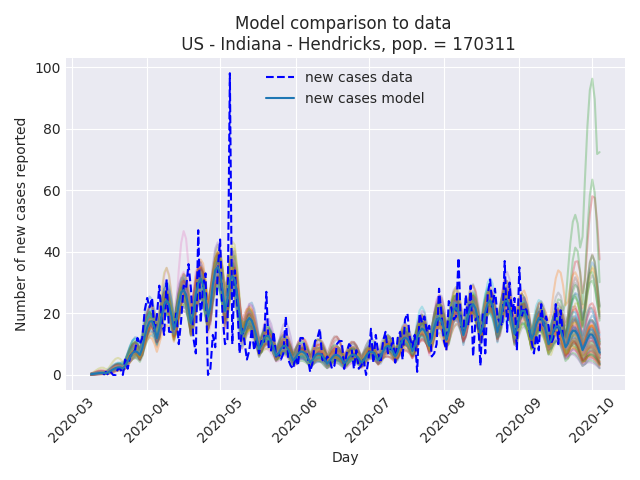 Model comparison to data
US - Indiana - Hendricks, pop. = 170311
new cases data
new cases model
Number of new cases reported
100
80
60
40
20
0
2020-03
2020-04
2020-05
2020-06
2020-07
2020-08
2020-09
2020-10
Day